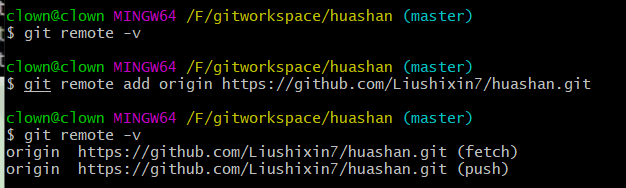 clown@clown MINGW64 /F/gitworkspace/huashan (master)
$ git remote -v
clown@clown MINGW64 /F/gitworkspace/huashan (master)
$ git remote add origin https://github.com/Liushixin7/huashan.git
clown@clown MINGW64 /F/gitworkspace/huashan (master)
$ git remote -v
origin  https://github.com/Liushixin7/huashan.git (fetch)
origin  https://github.com/Liushixin7/huashan.git (push)